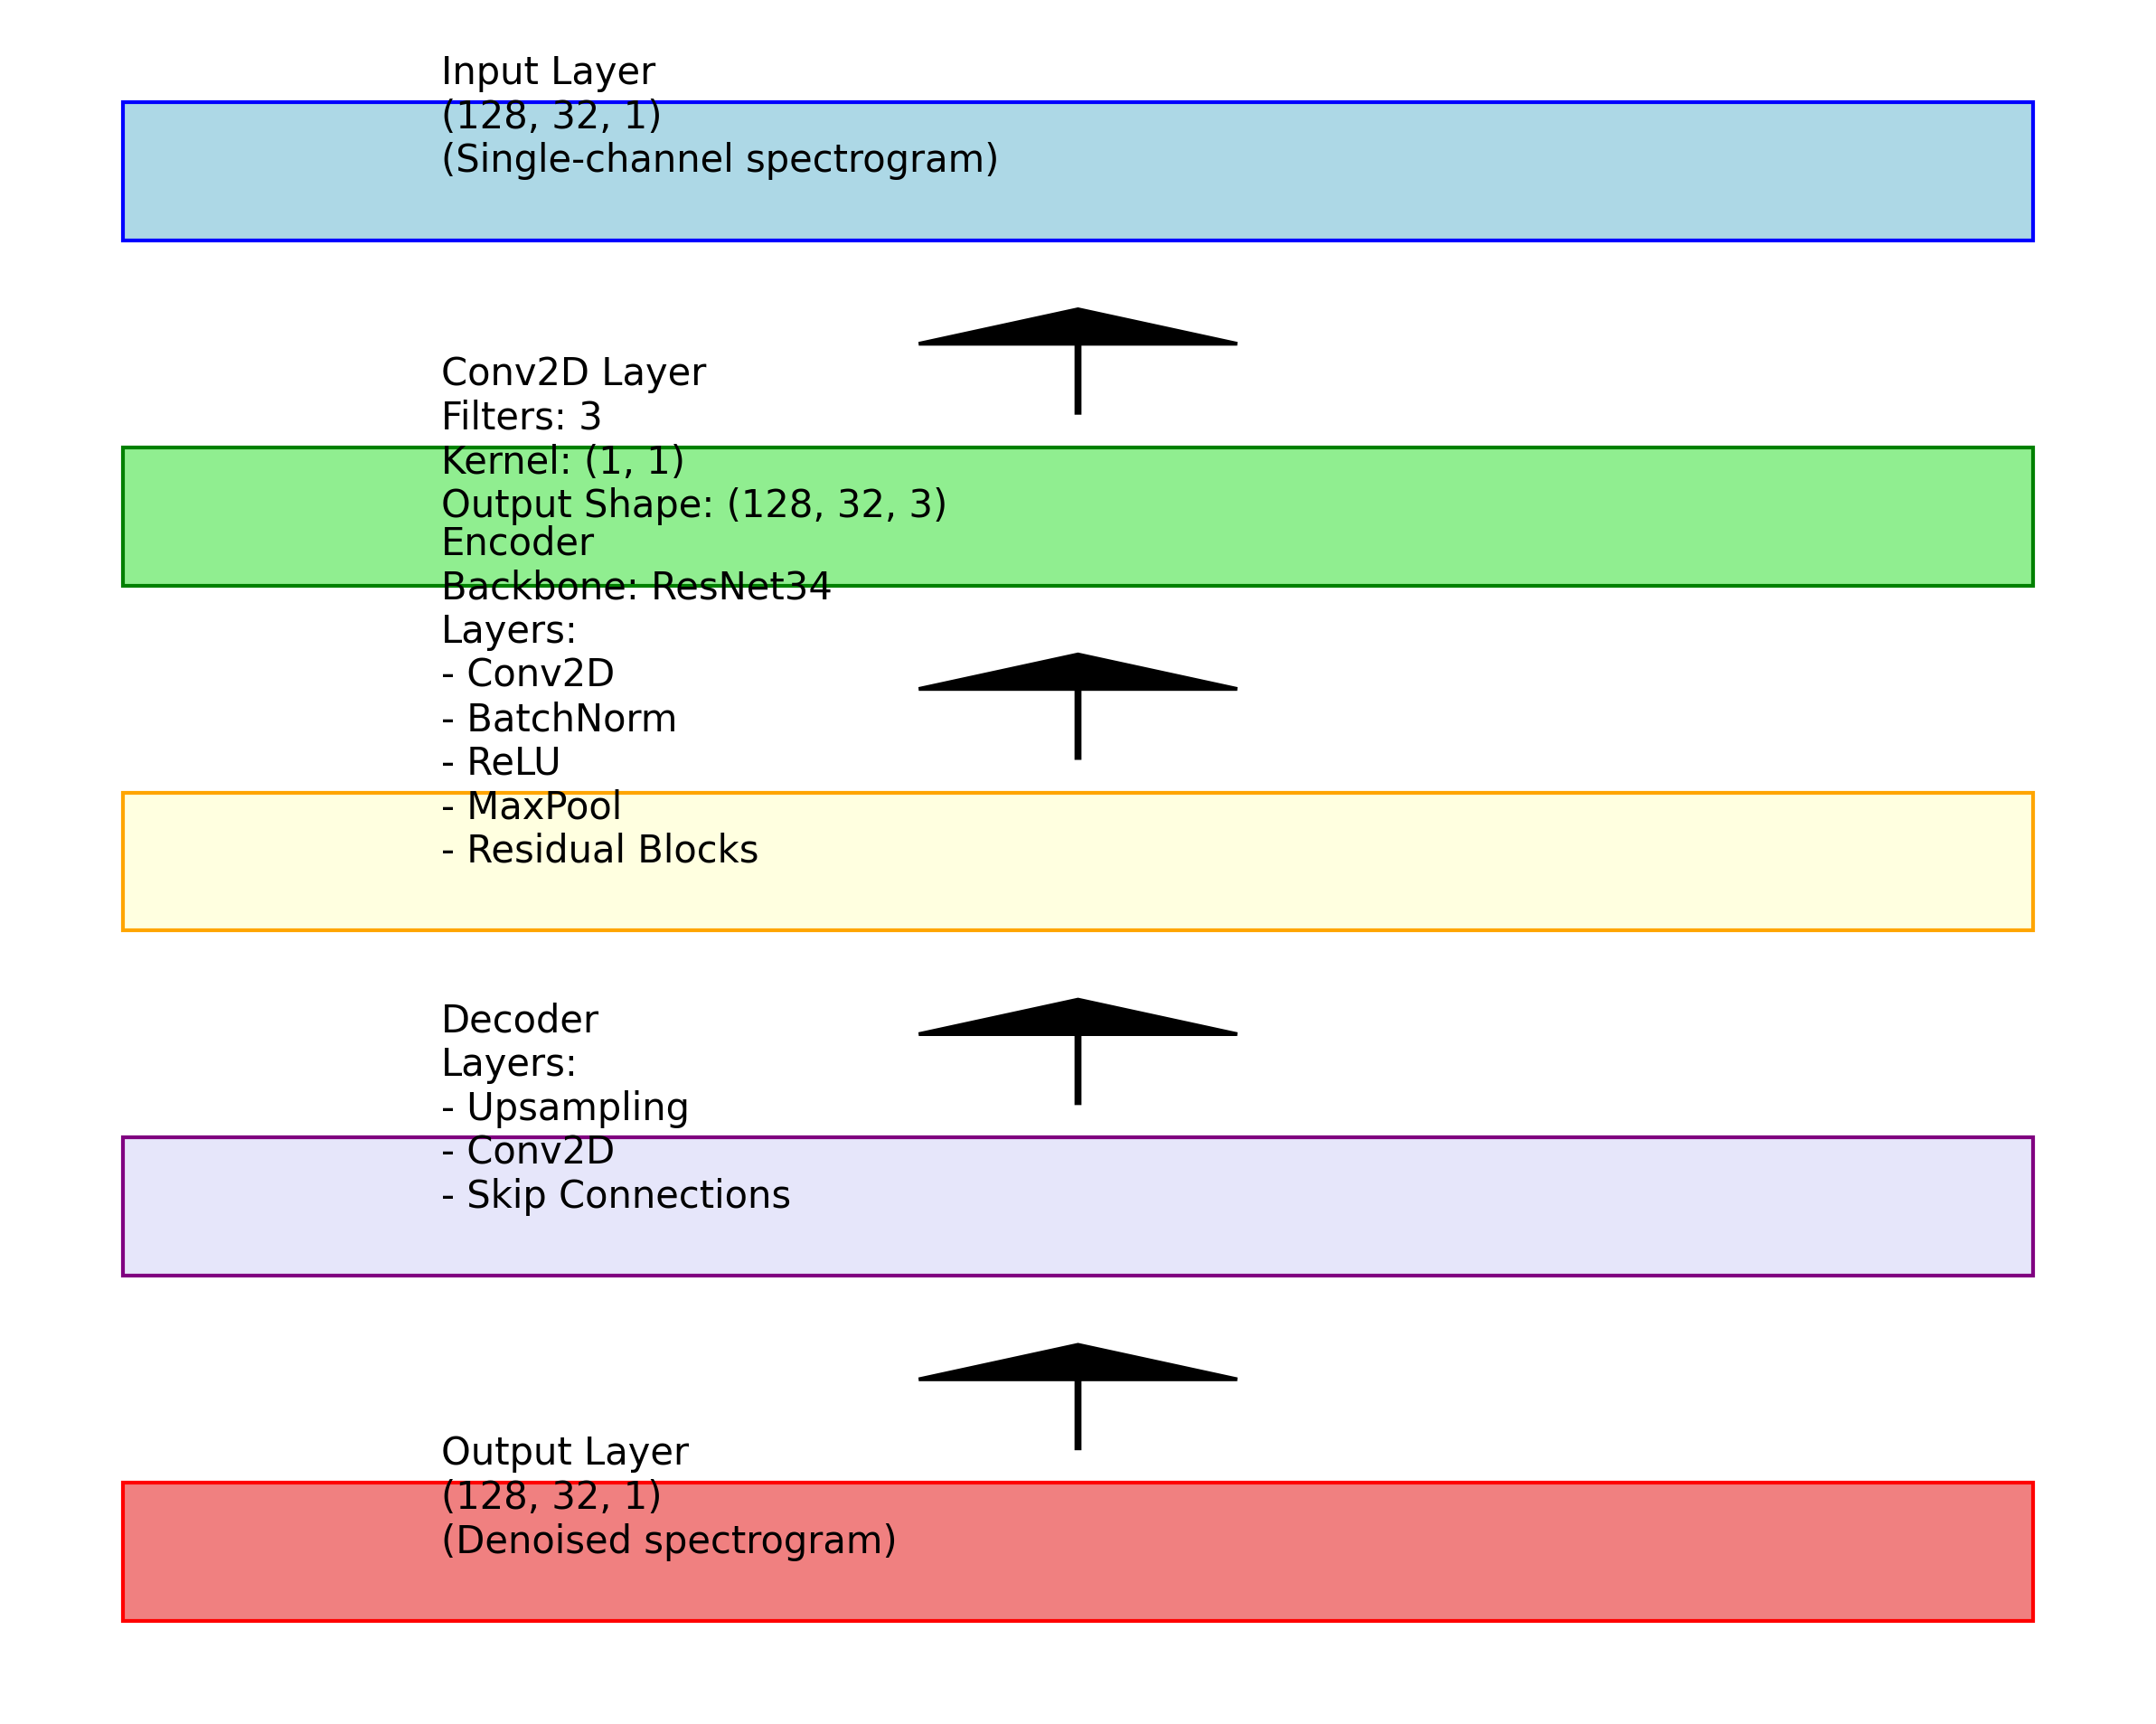 Input Layer
(128, 32, 1)
(Single-channel spectrogram)
Conv2D Layer
Filters: 3
Kernel: (1, 1)
Output Shape: (128, 32, 3)
Encoder
Backbone: ResNet34
Layers:
- Conv2D
- BatchNorm
- ReLU
- MaxPool
- Residual Blocks
Decoder
Layers:
- Upsampling
- Conv2D
- Skip Connections
Output Layer
(128, 32, 1)
(Denoised spectrogram)